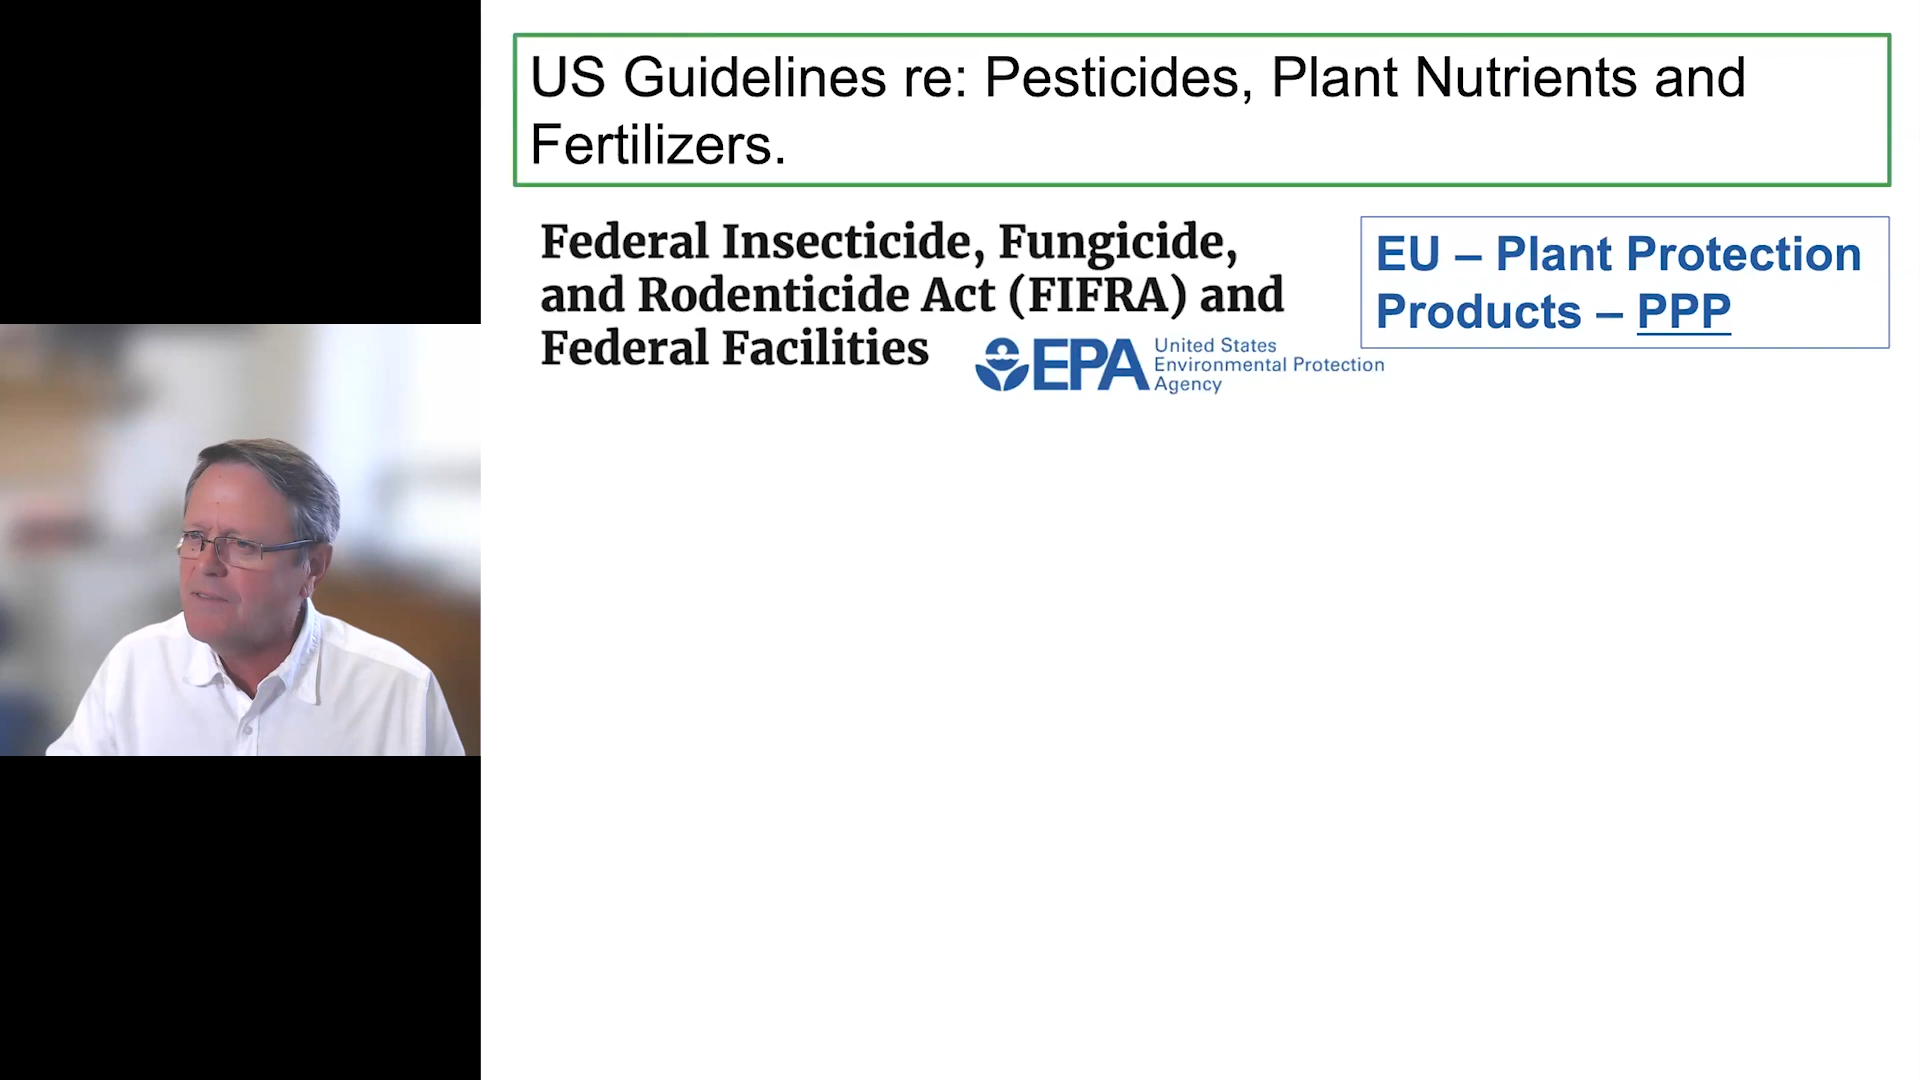 US Guidelines re: Pesticides, Plant Nutrients and
Fertilizers.
Federal Insecticide, Fungicide,
and Rodenticide Act (FIFRA) and
Federal Facilities
EPA
United States
Environmental Protection
Agency
EU – Plant Protection
Products – PPP